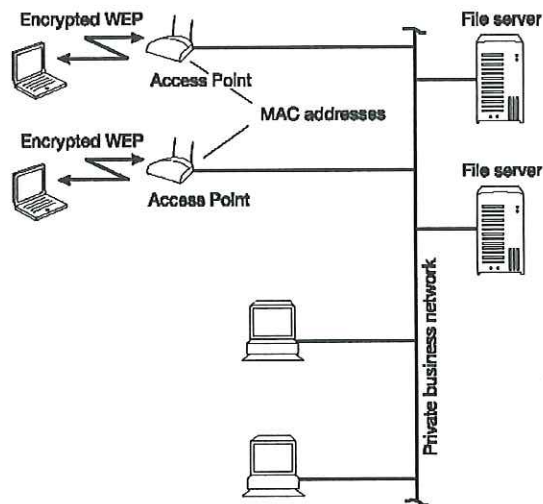 Encrypted WEP
File server
Access Point
MAC addresses
Encrypted WEP
File server
Access Point
Private business network